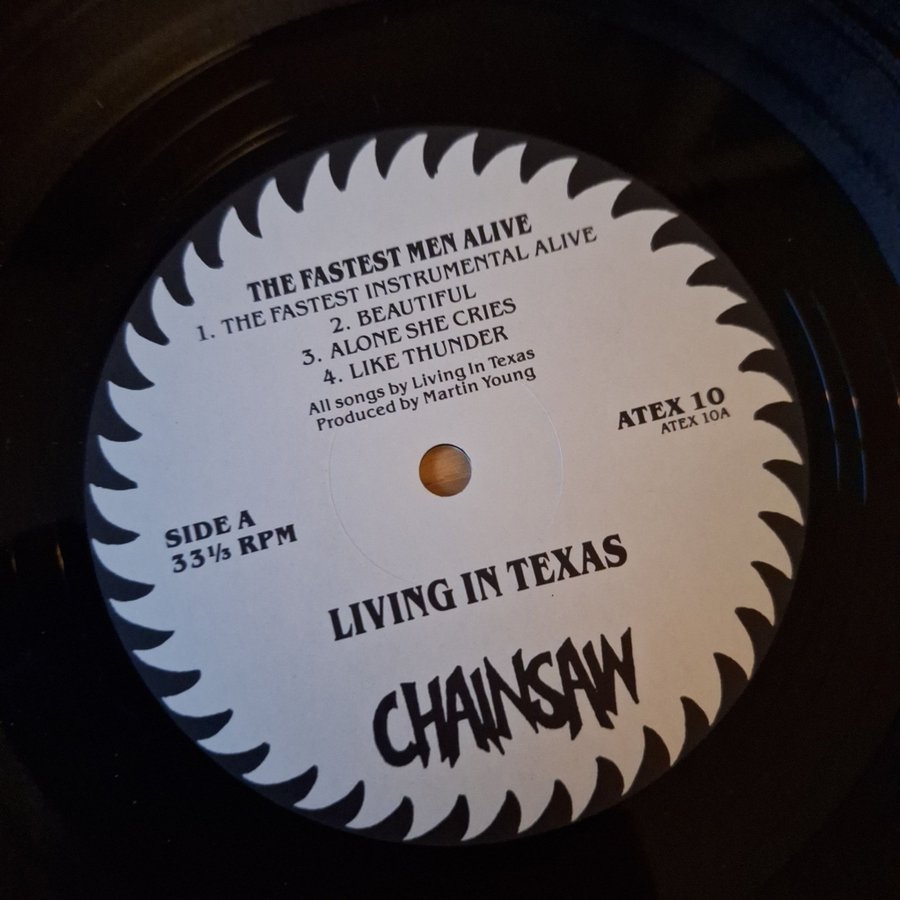 THE FASTEST MEN ALIVE
1. THE FASTEST INSTRUMENTAL ALIVE
2. BEAUTIFUL
3. ALONE SHE CRIES
4. LIKE THUNDER
All songs by Living In Texas
Produced by Martin Young
ATEX 10
ATEX 10A
SIDE A
33⅓ RPM
LIVING IN TEXAS
CHAINSAW